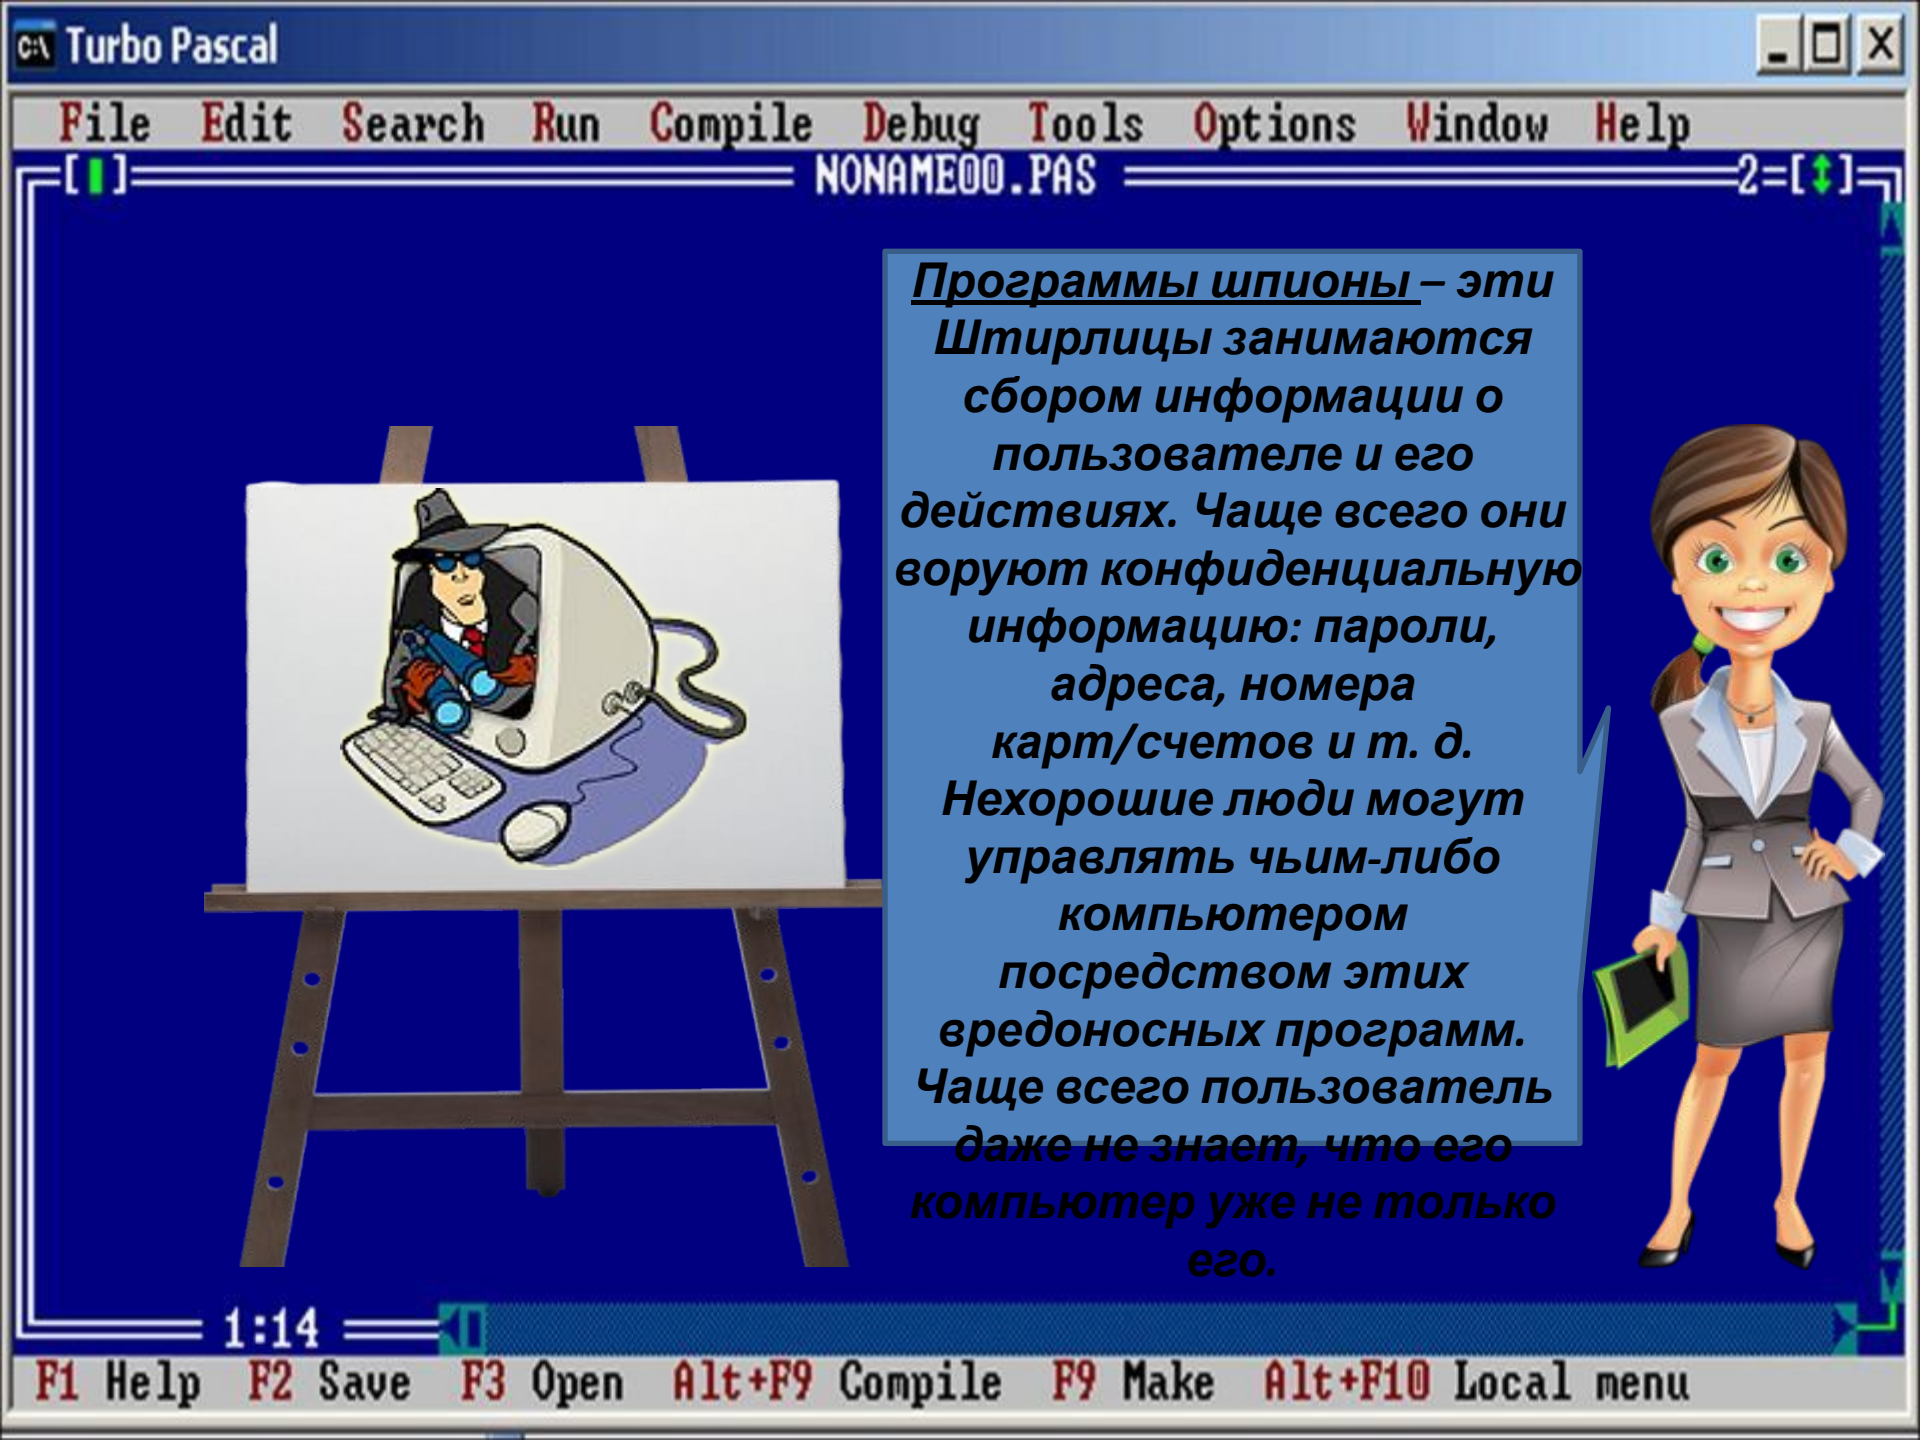 Turbo Pascal
File Edit Search Run Compile Debug Tools Options Window Help
NONAME00.PAS 2=[↕]
Программы шпионы – эти
Штирлицы занимаются
сбором информации о
пользователе и его
действиях. Чаще всего они
воруют конфиденциальную
информацию: пароли,
адреса, номера
карт/счетов и т. д.
Нехорошие люди могут
управлять чьим-либо
компьютером
посредством этих
вредоносных программ.
Чаще всего пользователь
даже не знает, что его
компьютер уже не только
его.
1:14
F1 Help F2 Save F3 Open Alt+F9 Compile F9 Make Alt+F10 Local menu